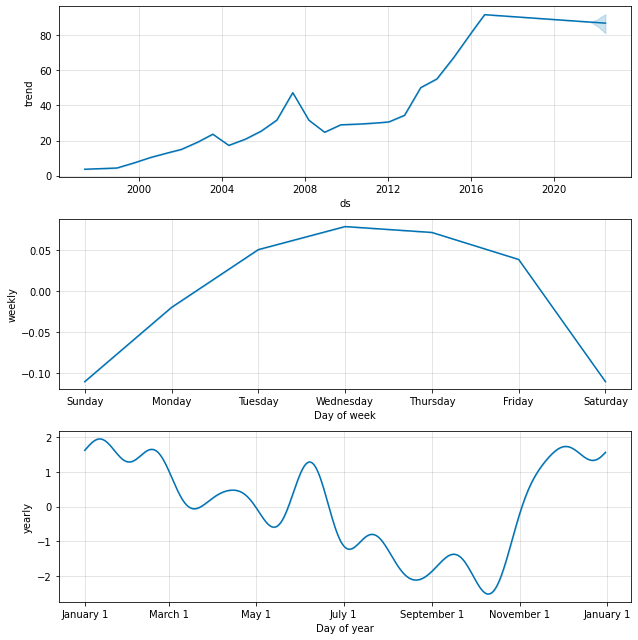 80
60
40
20
0
trend
2000 2004 2008 2012 2016 2020
ds
0.05
0.00
−0.05
−0.10
weekly
Sunday Monday Tuesday Wednesday Thursday Friday Saturday
Day of week
2
1
0
−1
−2
yearly
January 1 March 1 May 1 July 1 September 1 November 1 January 1
Day of year